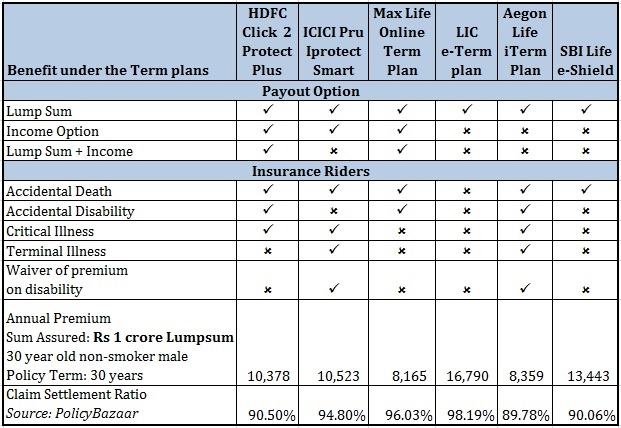 Benefit under the Term plans HDFC Click 2 Protect Plus ICICI Pru Iprotect Smart Max Life Online Term Plan LIC e-Term plan Aegon Life iTerm Plan SBI Life e-Shield
Payout Option
Lump Sum ✓ ✓ ✓ ✓ ✓ ✓
Income Option ✓ ✓ ✓ × × ×
Lump Sum + Income ✓ × ✓ × × ×
Insurance Riders
Accidental Death ✓ ✓ ✓ × ✓ ✓
Accidental Disability ✓ × ✓ × ✓ ×
Critical Illness ✓ ✓ × × ✓ ×
Terminal Illness × ✓ × × ✓ ×
Waiver of premium
on disability × ✓ × × ✓ ×
Annual Premium
Sum Assured: Rs 1 crore Lumpsum
30 year old non-smoker male
Policy Term: 30 years 10,378 10,523 8,165 16,790 8,359 13,443
Claim Settlement Ratio
Source: PolicyBazaar 90.50% 94.80% 96.03% 98.19% 89.78% 90.06%